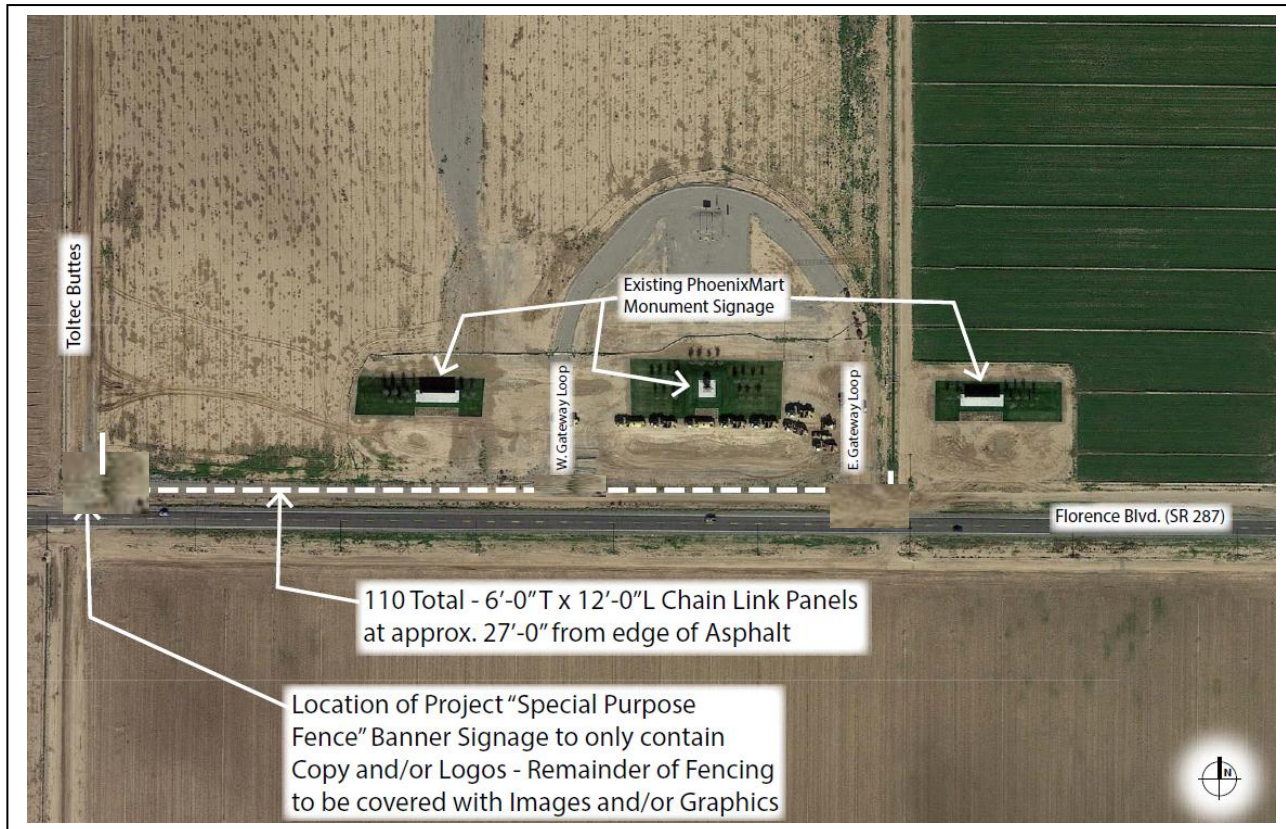 Toltec Buttes
Existing PhoenixMart
Monument Signage
W. Gateway Loop
E. Gateway Loop
Florence Blvd. (SR 287)
110 Total - 6'-0"T x 12'-0"L Chain Link Panels
at approx. 27'-0" from edge of Asphalt
Location of Project "Special Purpose
Fence" Banner Signage to only contain
Copy and/or Logos - Remainder of Fencing
to be covered with Images and/or Graphics
N